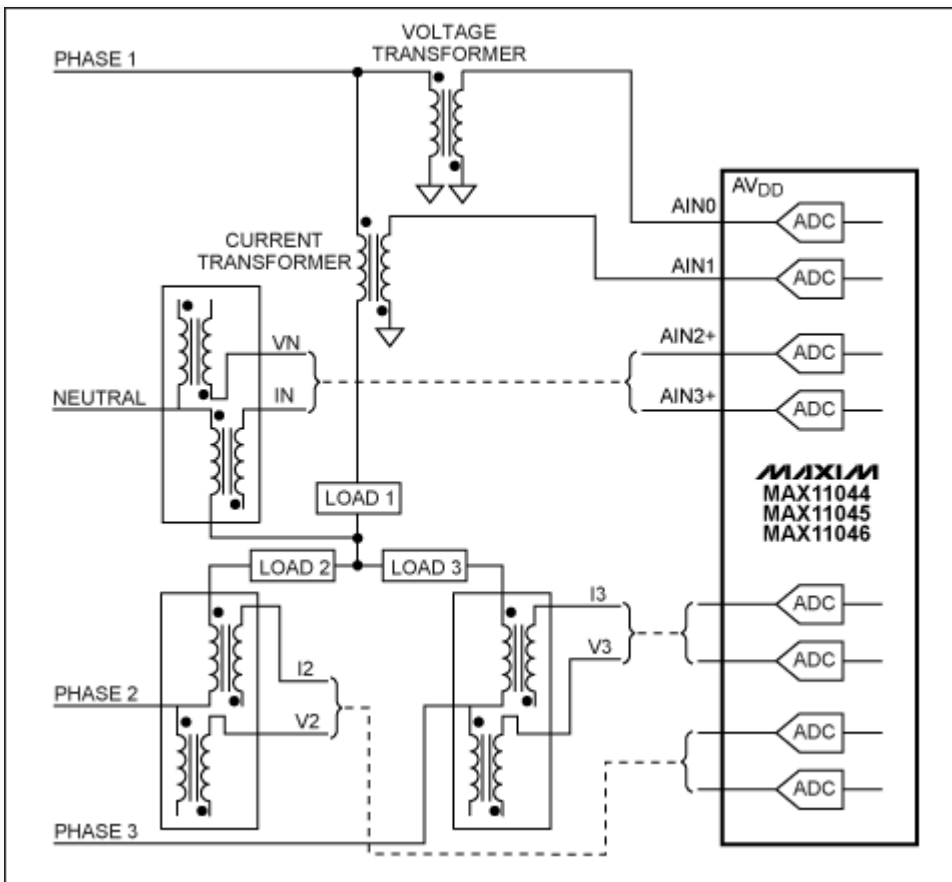 VOLTAGE
TRANSFORMER
PHASE 1
AVDD
AIN0
ADC
CURRENT
TRANSFORMER
AIN1
ADC
VN
AIN2+
ADC
NEUTRAL
IN
AIN3+
ADC
MAXIM
MAX11044
MAX11045
MAX11046
LOAD 1
LOAD 2
LOAD 3
I3
ADC
V3
ADC
I2
PHASE 2
V2
ADC
ADC
PHASE 3